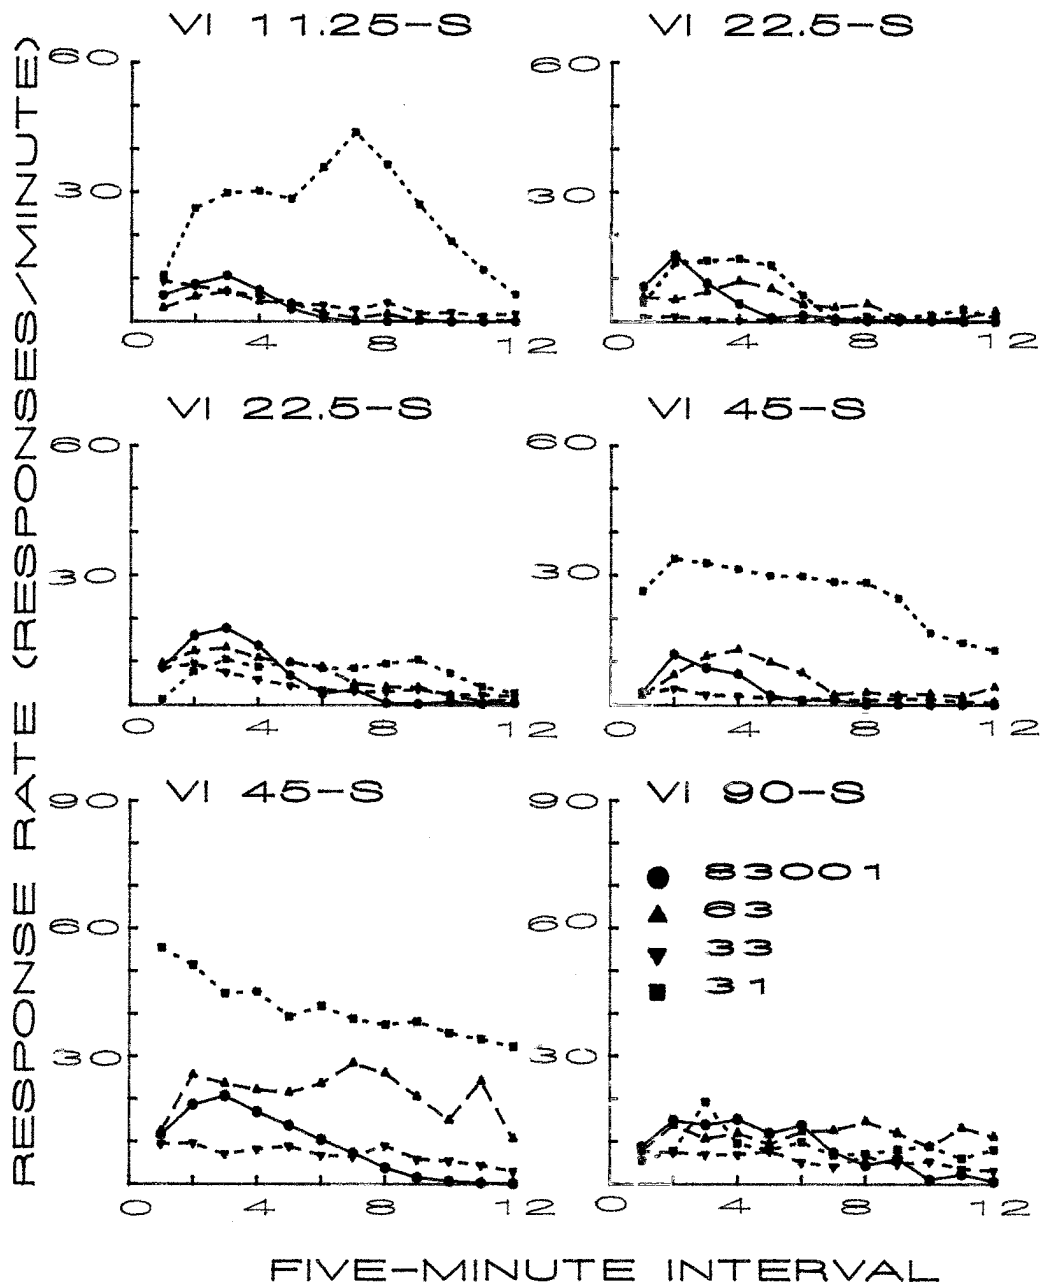 RESPONSE RATE (RESPONSES/MINUTE)
VI 11.25-S
60
30
0 4 8 12
VI 22.5-S
60
30
0 4 8 12
VI 22.5-S
60
30
0 4 8 12
VI 45-S
60
30
0 4 8 12
VI 45-S
90
60
30
0 4 8 12
VI 90-S
90
60
30
0 4 8 12
83001
63
33
31
FIVE-MINUTE INTERVAL